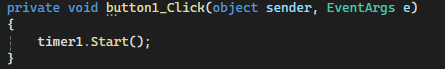 private void button1_Click(object sender, EventArgs e)
{
    timer1.Start();
}